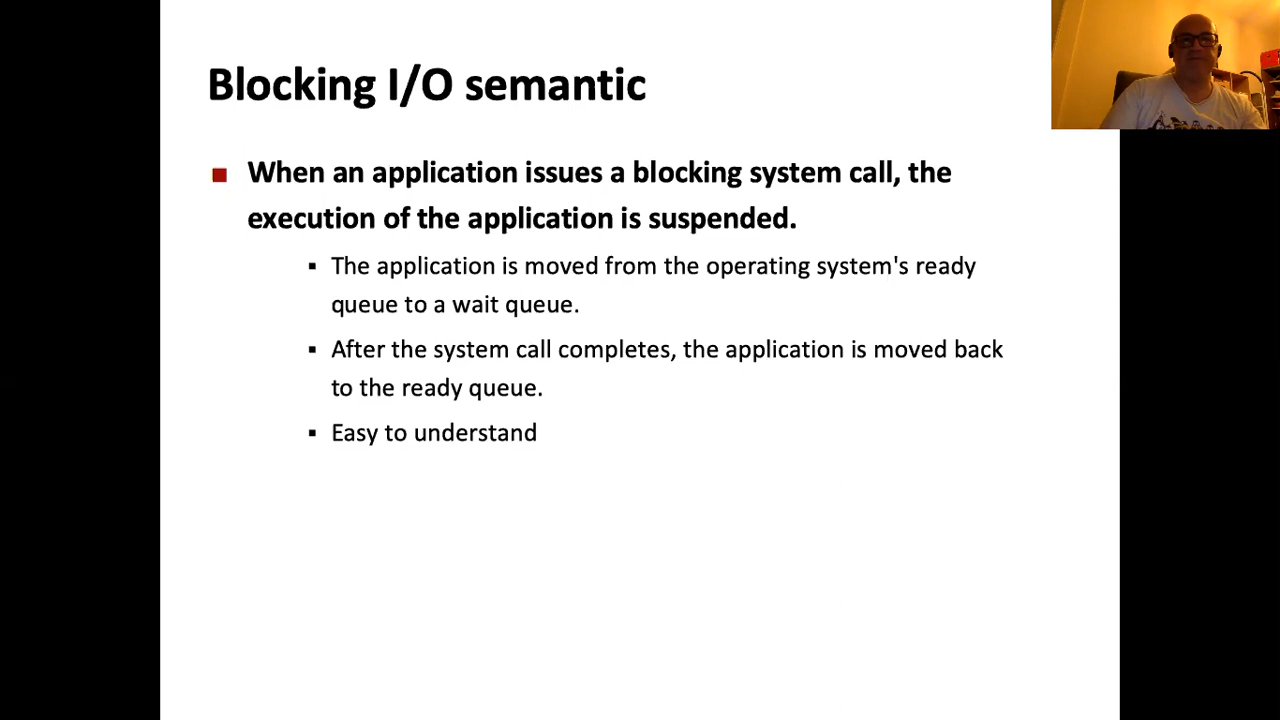 Blocking I/O semantic
When an application issues a blocking system call, the
execution of the application is suspended.
The application is moved from the operating system's ready
queue to a wait queue.
After the system call completes, the application is moved back
to the ready queue.
Easy to understand